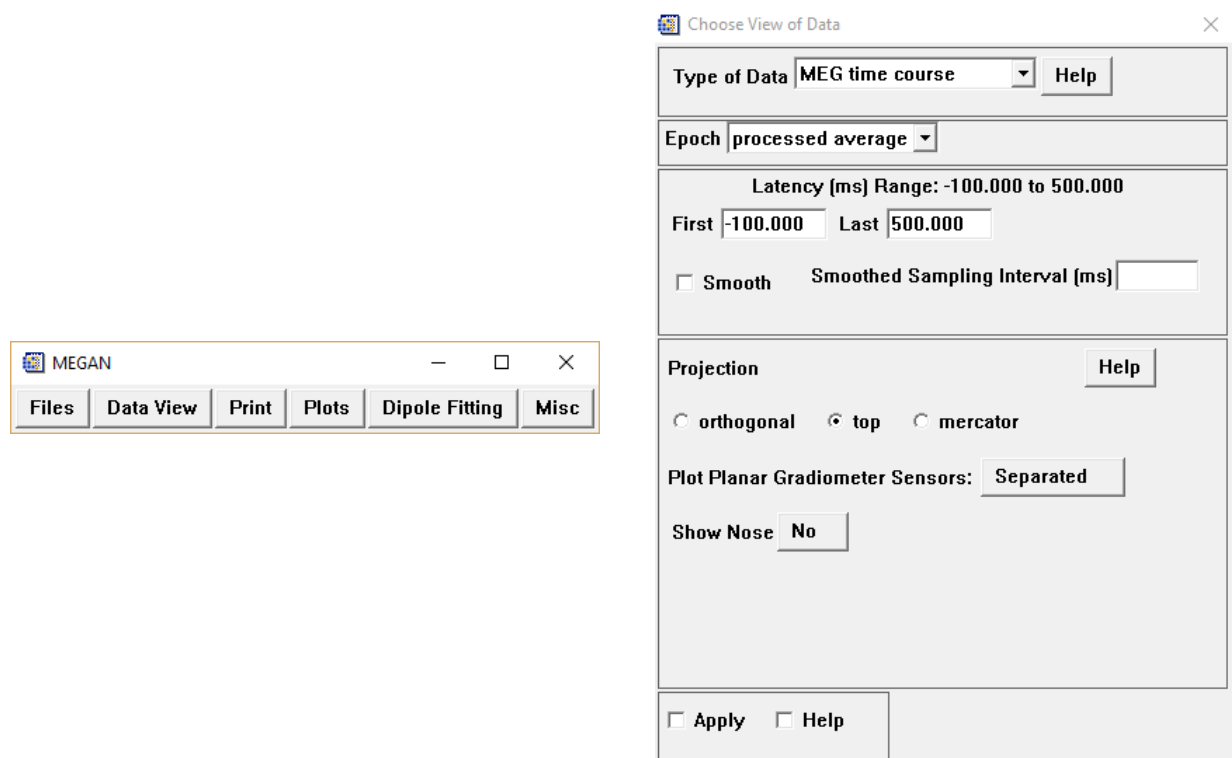 MEGAN
Files Data View Print Plots Dipole Fitting Misc
Choose View of Data
Type of Data MEG time course Help
Epoch processed average
Latency (ms) Range: -100.000 to 500.000
First -100.000 Last 500.000
Smooth Smoothed Sampling Interval (ms)
Projection Help
orthogonal top mercator
Plot Planar Gradiometer Sensors: Separated
Show Nose No
Apply Help